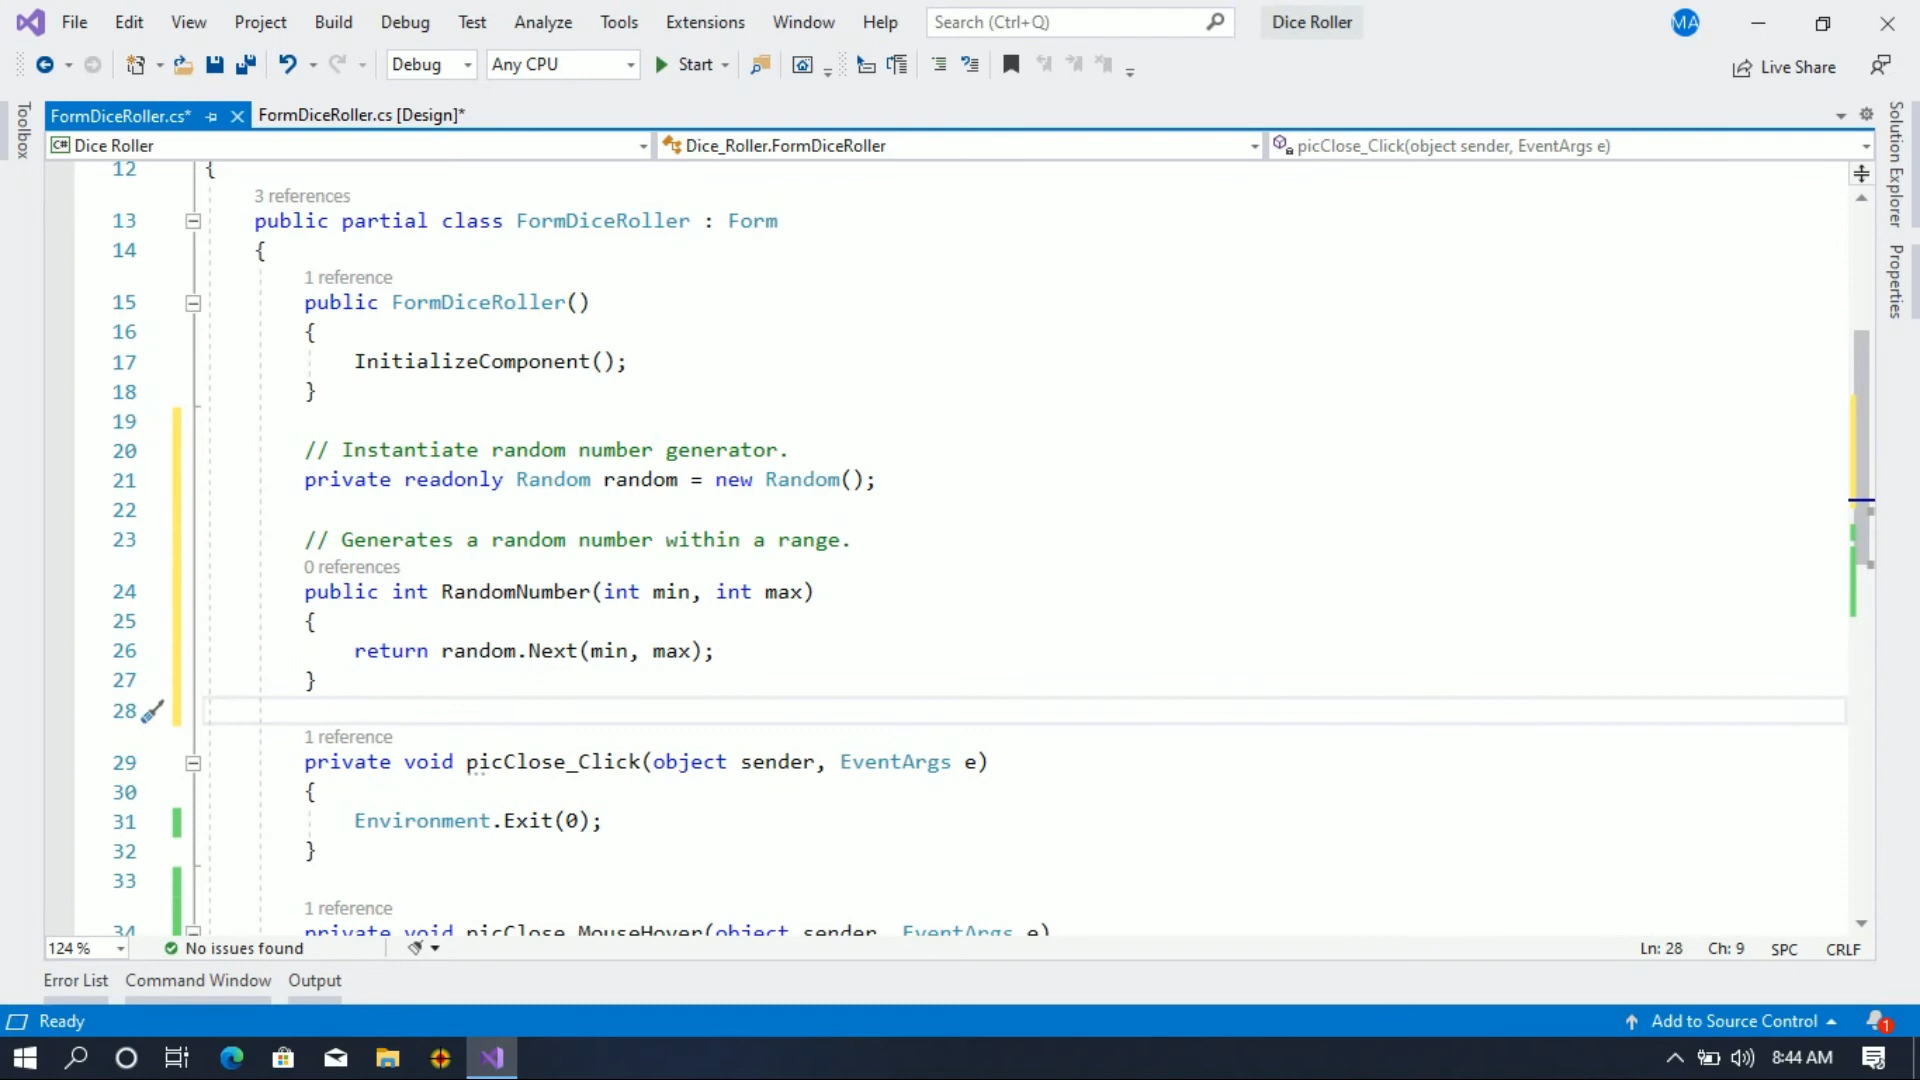 File Edit View Project Build Debug Test Analyze Tools Extensions Window Help Search (Ctrl+Q) Dice Roller MA
Debug Any CPU Start Live Share
FormDiceRoller.cs* FormDiceRoller.cs [Design]*
C# Dice Roller Dice_Roller.FormDiceRoller picClose_Click(object sender, EventArgs e)
Toolbox
Solution Explorer
Properties
12 {
3 references
13 public partial class FormDiceRoller : Form
14 {
1 reference
15 public FormDiceRoller()
16 {
17 InitializeComponent();
18 }
19
20 // Instantiate random number generator.
21 private readonly Random random = new Random();
22
23 // Generates a random number within a range.
0 references
24 public int RandomNumber(int min, int max)
25 {
26 return random.Next(min, max);
27 }
28
1 reference
29 private void picClose_Click(object sender, EventArgs e)
30 {
31 Environment.Exit(0);
32 }
33
1 reference
34 private void picClose_MouseHover(object sender, EventArgs e)
124 % No issues found Ln: 28 Ch: 9 SPC CRLF
Error List Command Window Output
Ready Add to Source Control 1
8:44 AM